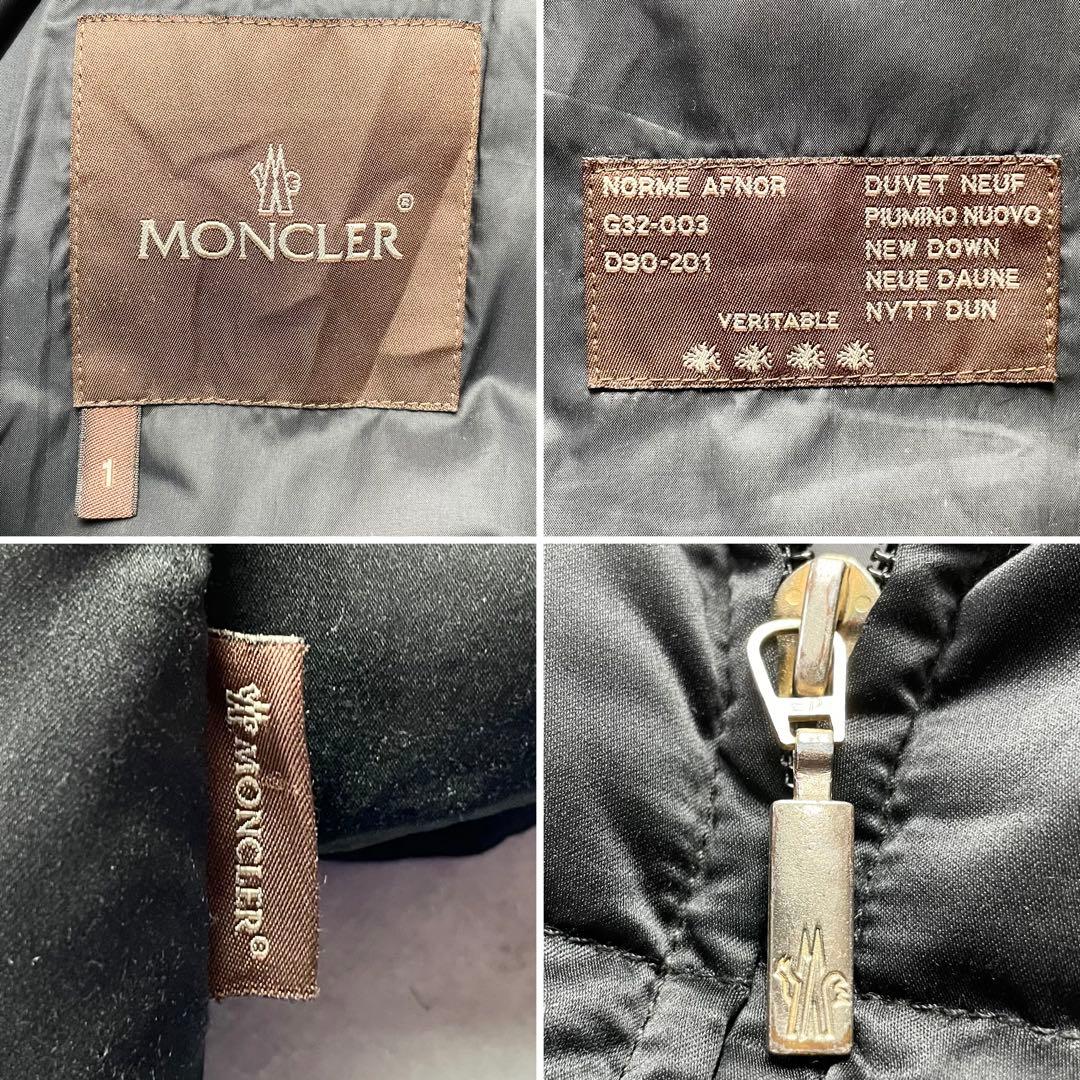 MONCLER®
1
NORME AFNOR
G32-003
D90-201
VERITABLE
DUVET NEUF
PIUMINO NUOVO
NEW DOWN
NEUE DAUNE
NYTT DUN
MONCLER®